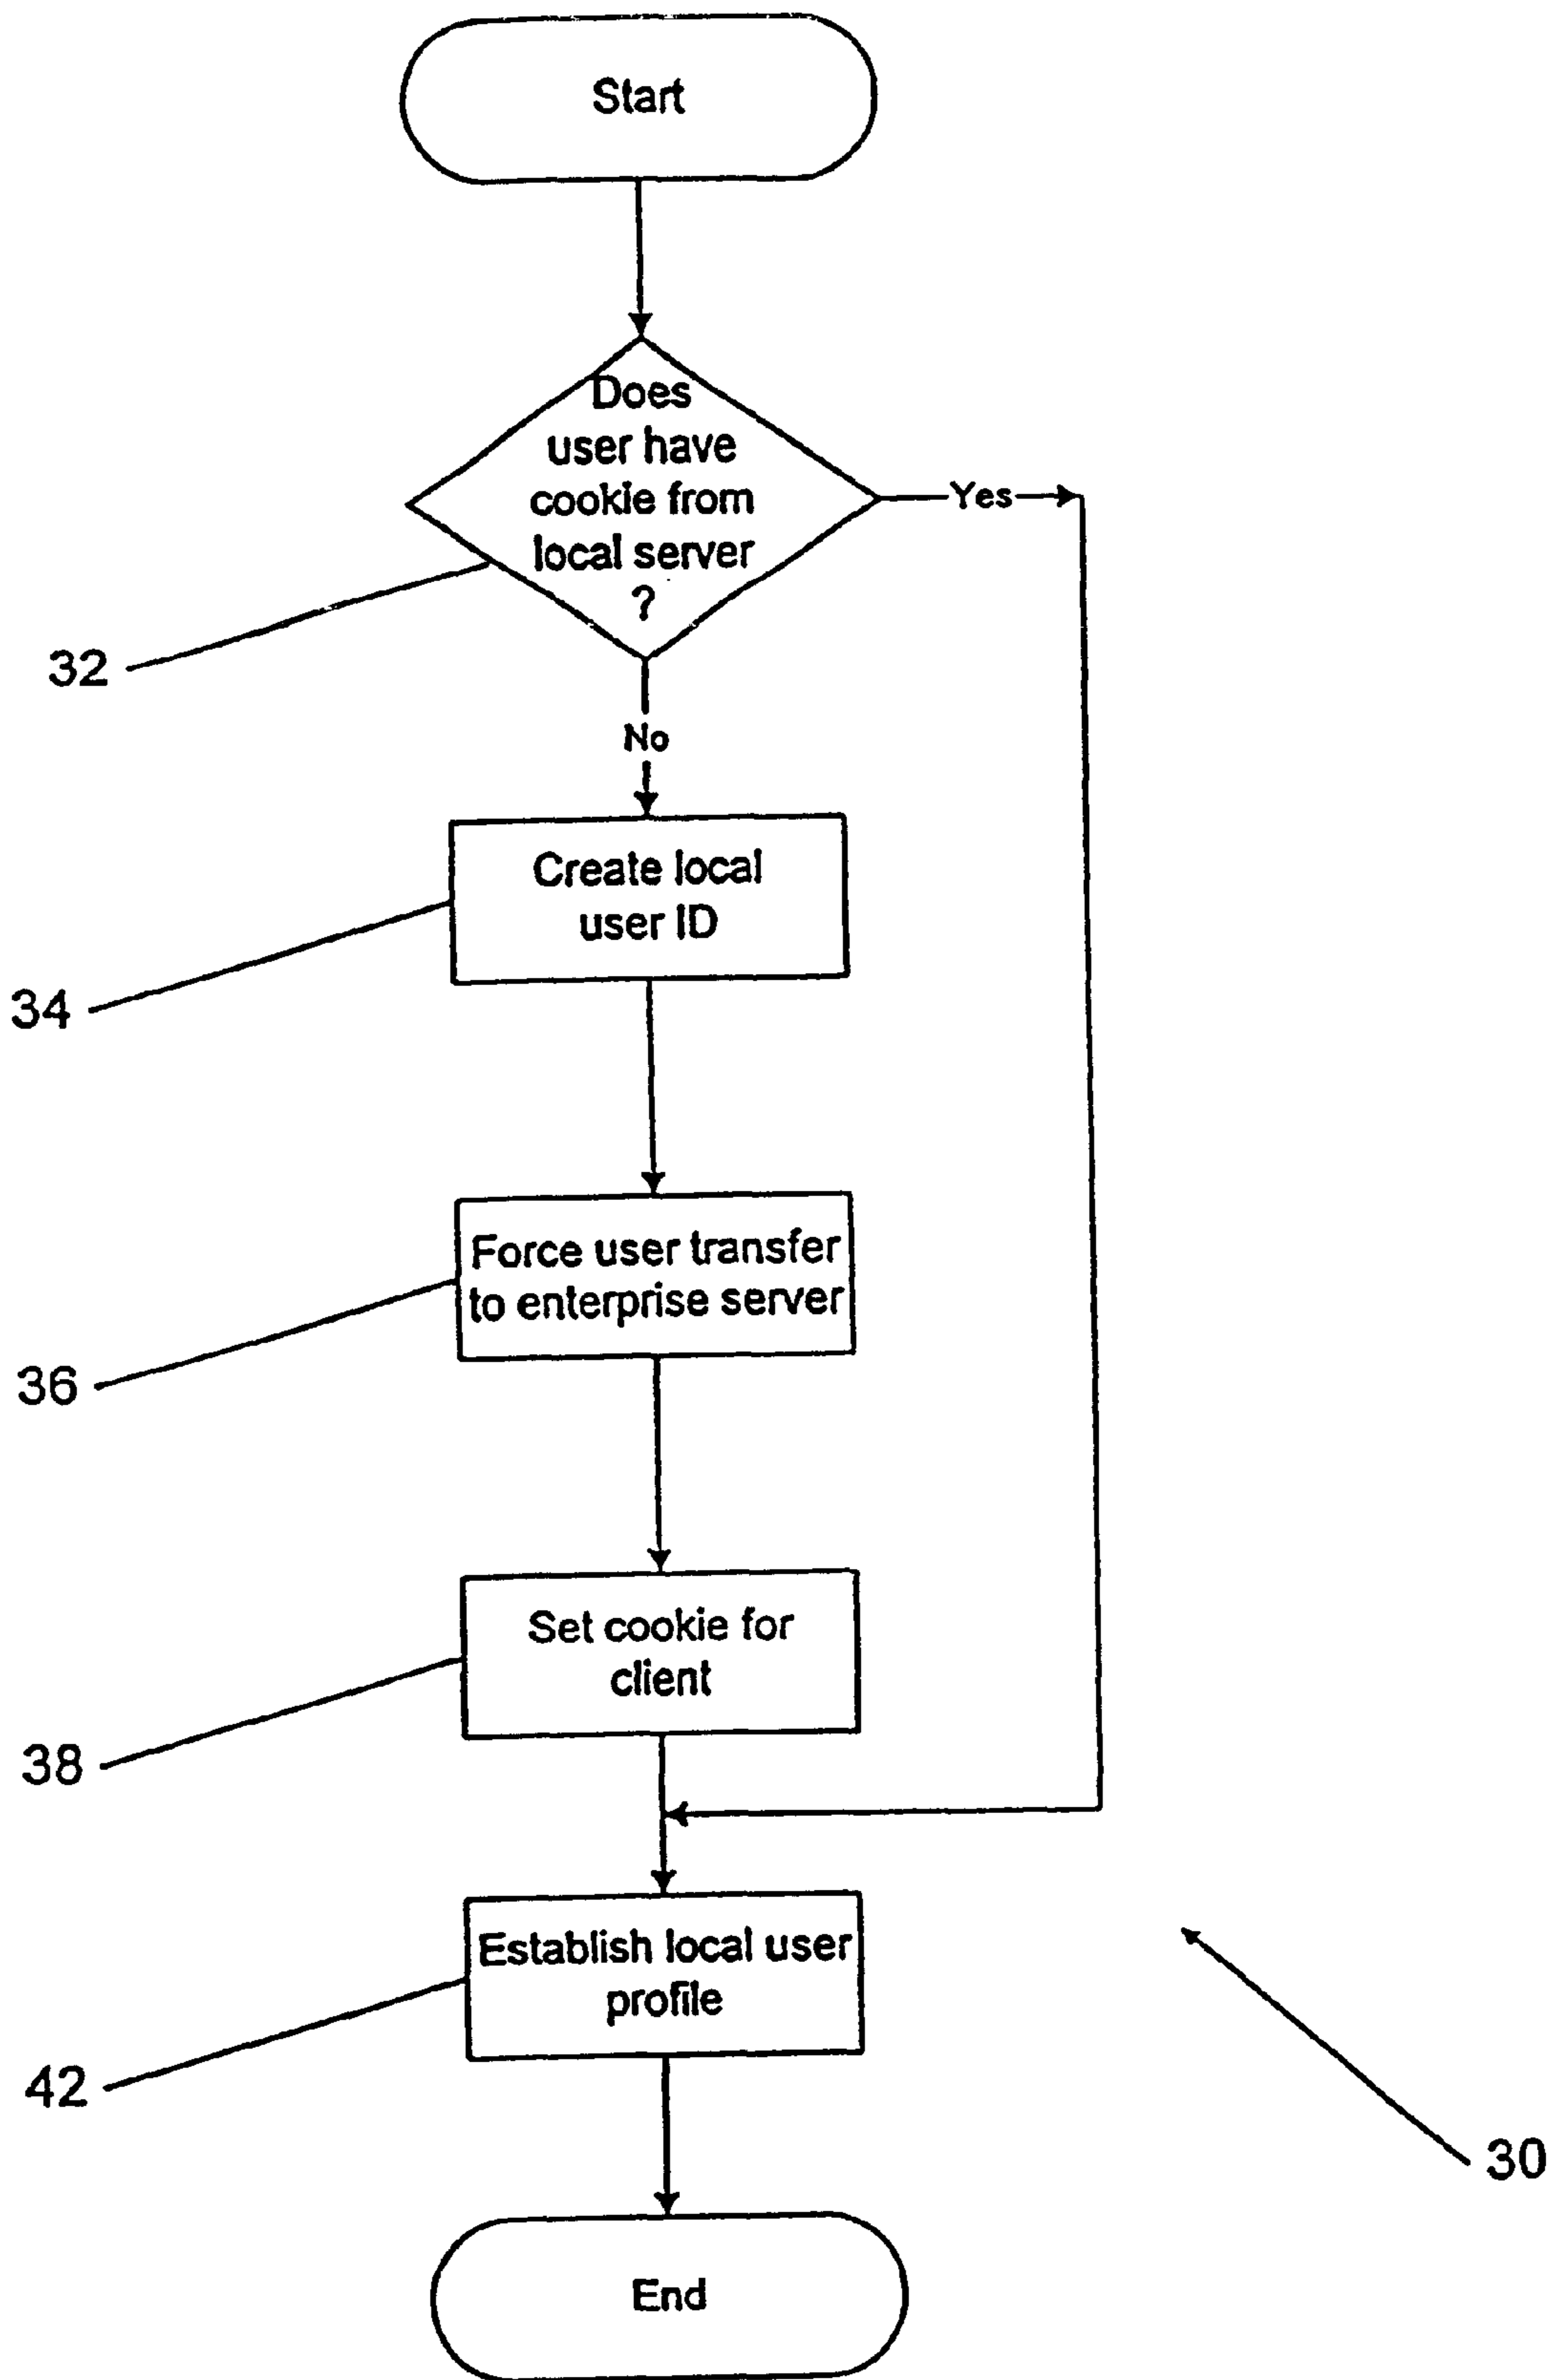 Start
Does
user have
cookie from
local server
?
Yes
32
No
Create local
user ID
34
Force user transfer
to enterprise server
36
Set cookie for
client
38
Establish local user
profile
42
30
End